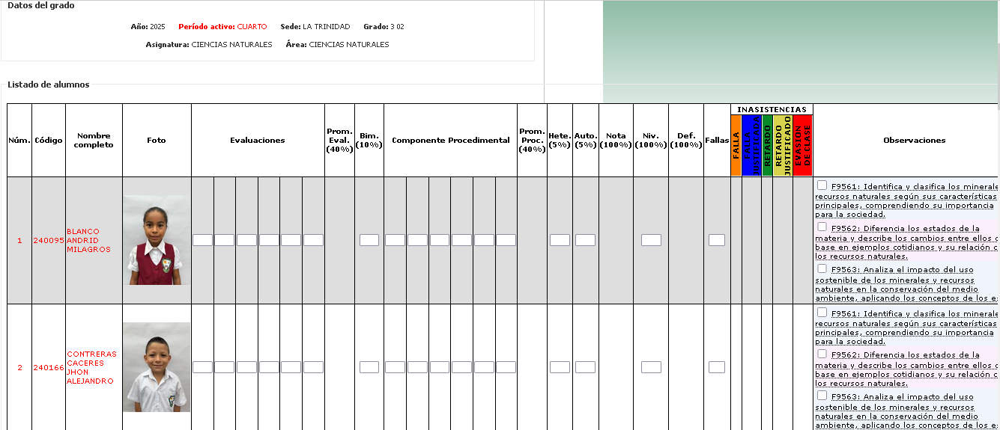 Datos del grado
Año: 2025 Período activo: CUARTO Sede: LA TRINIDAD Grado: 3 02
Asignatura: CIENCIAS NATURALES Área: CIENCIAS NATURALES
Listado de alumnos
Núm.
Código
Nombre
completo
Foto
Evaluaciones
Prom.
Eval.
(40%)
Bim.
(10%)
Componente Procedimental
Prom.
Proc.
(40%)
Hete.
(5%)
Auto.
(5%)
Nota
(100%)
Niv.
(100%)
Def.
(100%)
Fallas
INASISTENCIAS
FALLA
FALLA
JUSTIFICADA
RETARDO
RETARDO
JUSTIFICADO
EVASIÓN
DE CLASE
Observaciones
1
240095
BLANCO
ANDRID
MILAGROS
F9561: Identifica y clasifica los minerale
recursos naturales según sus características
principales, comprendiendo su importancia
para la sociedad.
F9562: Diferencia los estados de la
materia y describe los cambios entre ellos c
base en ejemplos cotidianos y su relación c
los recursos naturales.
F9563: Analiza el impacto del uso
sostenible de los minerales y recursos
naturales en la conservación del medio
ambiente, aplicando los conceptos de los e
2
240166
CONTRERAS
CACERES
JHON
ALEJANDRO
F9561: Identifica y clasifica los minerale
recursos naturales según sus características
principales, comprendiendo su importancia
para la sociedad.
F9562: Diferencia los estados de la
materia y describe los cambios entre ellos c
base en ejemplos cotidianos y su relación c
los recursos naturales.
F9563: Analiza el impacto del uso
sostenible de los minerales y recursos
naturales en la conservación del medio
ambiente, aplicando los conceptos de los e